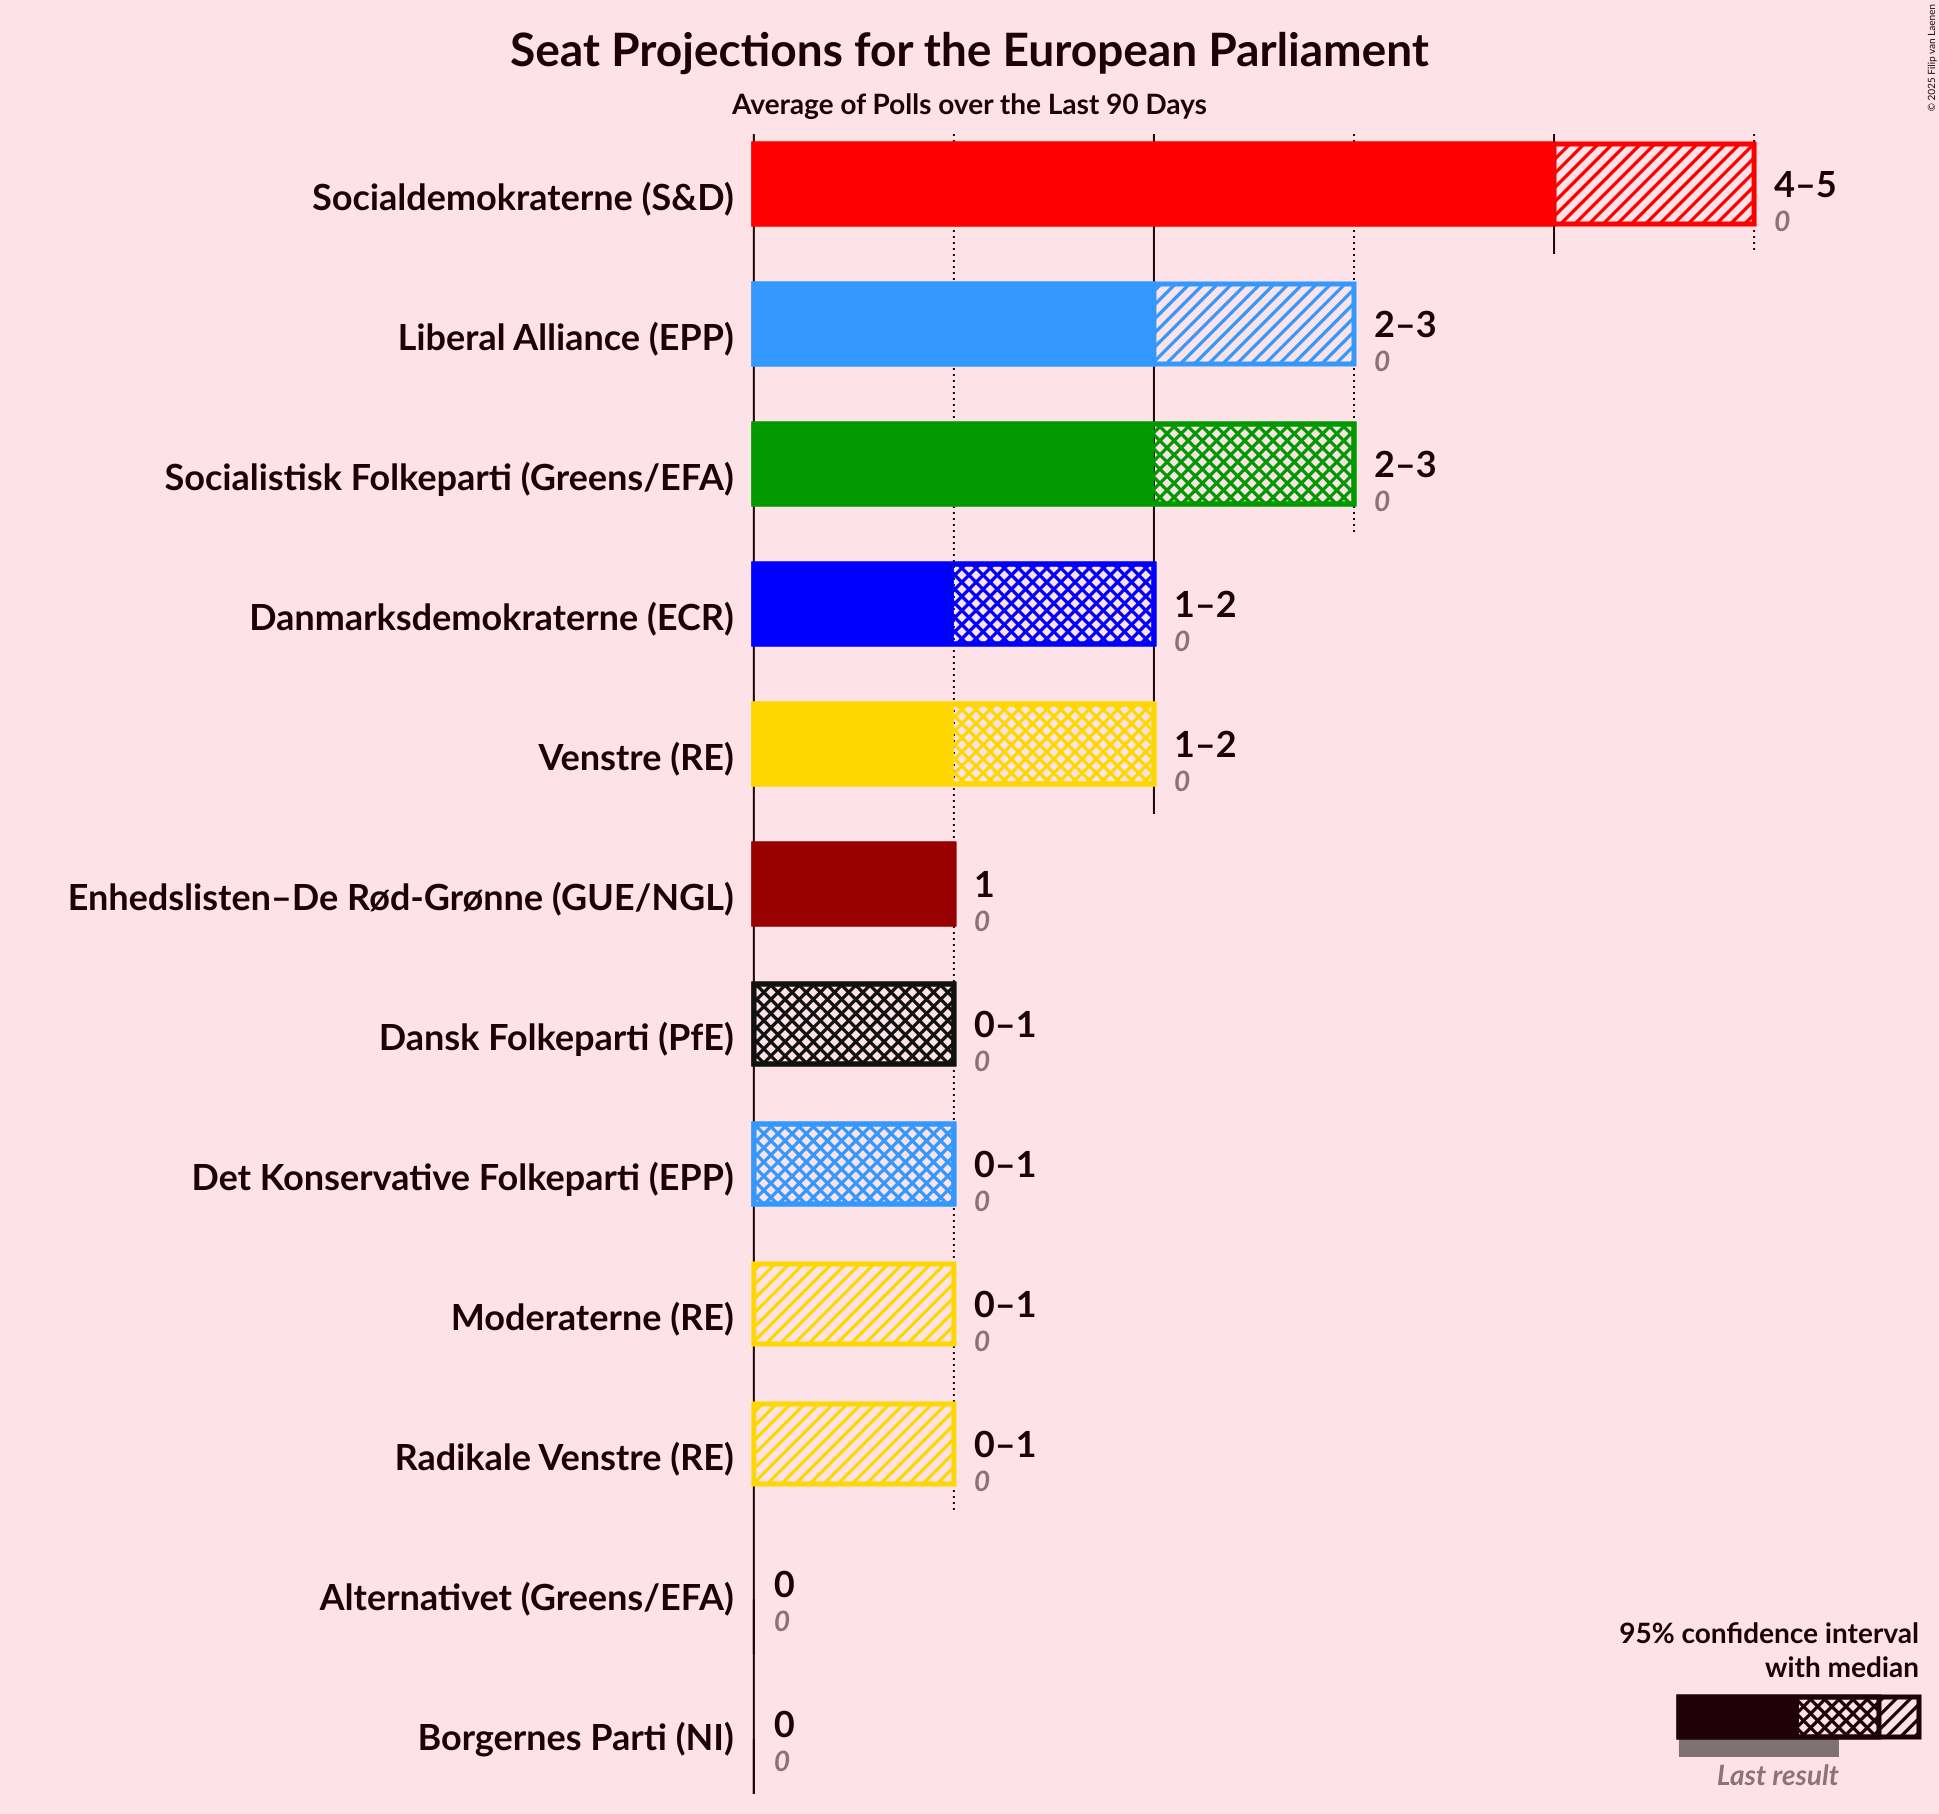 Seat Projections for the European Parliament
Average of Polls over the Last 90 Days
© 2025 Filip van Laenen
Socialdemokraterne (S&D)
4–5
0
Liberal Alliance (EPP)
2–3
0
Socialistisk Folkeparti (Greens/EFA)
2–3
0
Danmarksdemokraterne (ECR)
1–2
0
Venstre (RE)
1–2
0
Enhedslisten–De Rød-Grønne (GUE/NGL)
1
0
Dansk Folkeparti (PfE)
0–1
0
Det Konservative Folkeparti (EPP)
0–1
0
Moderaterne (RE)
0–1
0
Radikale Venstre (RE)
0–1
0
Alternativet (Greens/EFA)
0
0
Borgernes Parti (NI)
0
0
95% confidence interval
with median
Last result